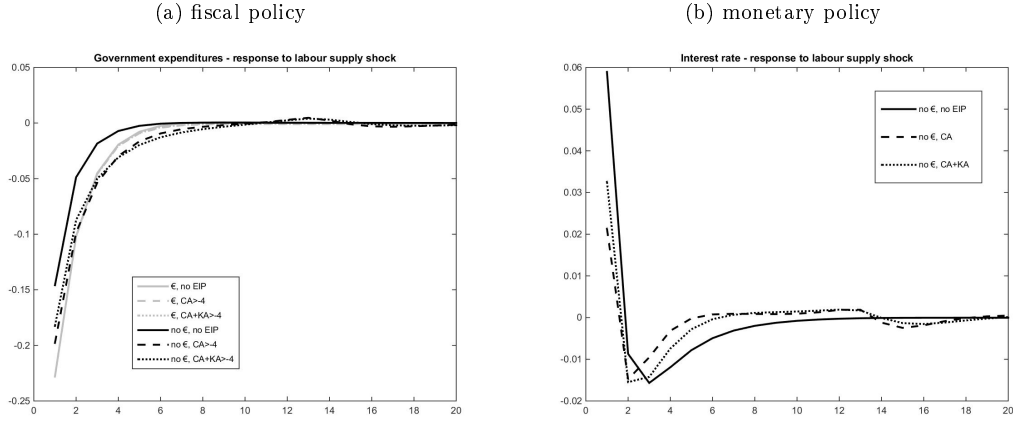 (a) fiscal policy
(b) monetary policy
Government expenditures - response to labour supply shock
0.05
0
-0.05
-0.1
-0.15
-0.2
-0.25
0 2 4 6 8 10 12 14 16 18 20
€, no EIP
€, CA>-4
€, CA+KA>-4
no €, no EIP
no €, CA>-4
no €, CA+KA>-4
Interest rate - response to labour supply shock
0.06
0.05
0.04
0.03
0.02
0.01
0
-0.01
-0.02
0 2 4 6 8 10 12 14 16 18 20
no €, no EIP
no €, CA
no €, CA+KA